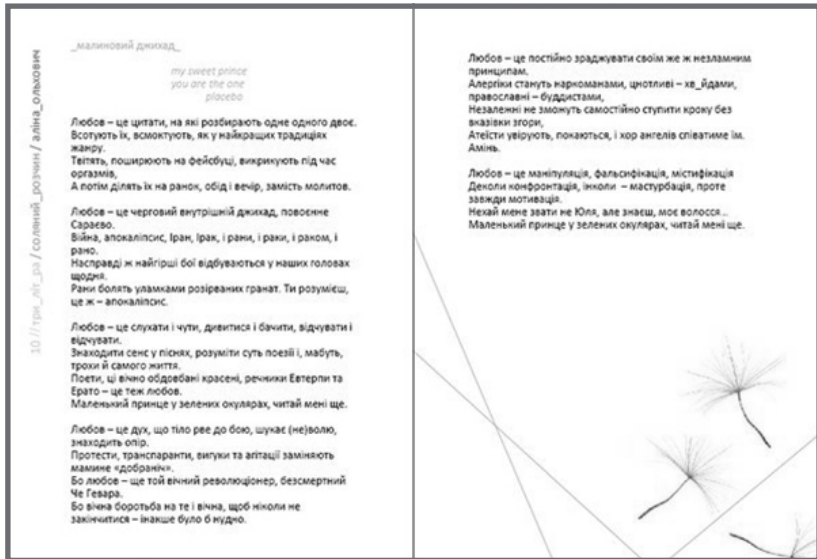 10 //три_літ_ра / соляний_розчин / аліна_ольхович
_малиновий джихад_
my sweet prince
you are the one
placebo
Любов – це цитати, на які розбирають одне одного двоє.
Всотують їх, всмоктують, як у найкращих традиціях
жанру.
Твітять, поширюють на фейсбуці, викрикують під час
оргазмів,
А потім ділять їх на ранок, обід і вечір, замість молитов.
Любов – це черговий внутрішній джихад, повоєнне
Сараєво.
Війна, апокаліпсис, Іран, Ірак, і рани, і раки, і раком, і
рано.
Насправді ж найгірші бої відбуваються у наших головах
щодня.
Рани болять уламками розірваних гранат. Ти розумієш,
це ж – апокаліпсис.
Любов – це слухати і чути, дивитися і бачити, відчувати і
відчувати.
Знаходити сенс у піснях, розуміти суть поезії і, мабуть,
трохи й самого життя.
Поети, ці вічно обдовбані красені, речники Евтерпи та
Ерато – це теж любов.
Маленький принце у зелених окулярах, читай мені ще.
Любов – це дух, що тіло рве до бою, шукає (не)волю,
знаходить опір.
Протести, транспаранти, вигуки та агітації заміняють
мамине «добраніч».
Бо любов – ще той вічний революціонер, безсмертний
Че Гевара.
Бо вічна боротьба на те і вічна, щоб ніколи не
закінчитися – інакше було б нудно.
Любов – це постійно зраджувати своїм же ж незламним
принципам.
Алергіки стануть наркоманами, цнотливі – хв_йдами,
православні – буддистами,
Незалежні не зможуть самостійно ступити кроку без
вказівки згори,
Атеїсти увірують, покаються, і хор ангелів співатиме їм.
Амінь.
Любов – це маніпуляція, фальсифікація, містифікація
Деколи конфронтація, інколи – мастурбація, проте
завжди мотивація.
Нехай мене звати не Юля, але знаєш, моє волосся...
Маленький принце у зелених окулярах, читай мені ще.